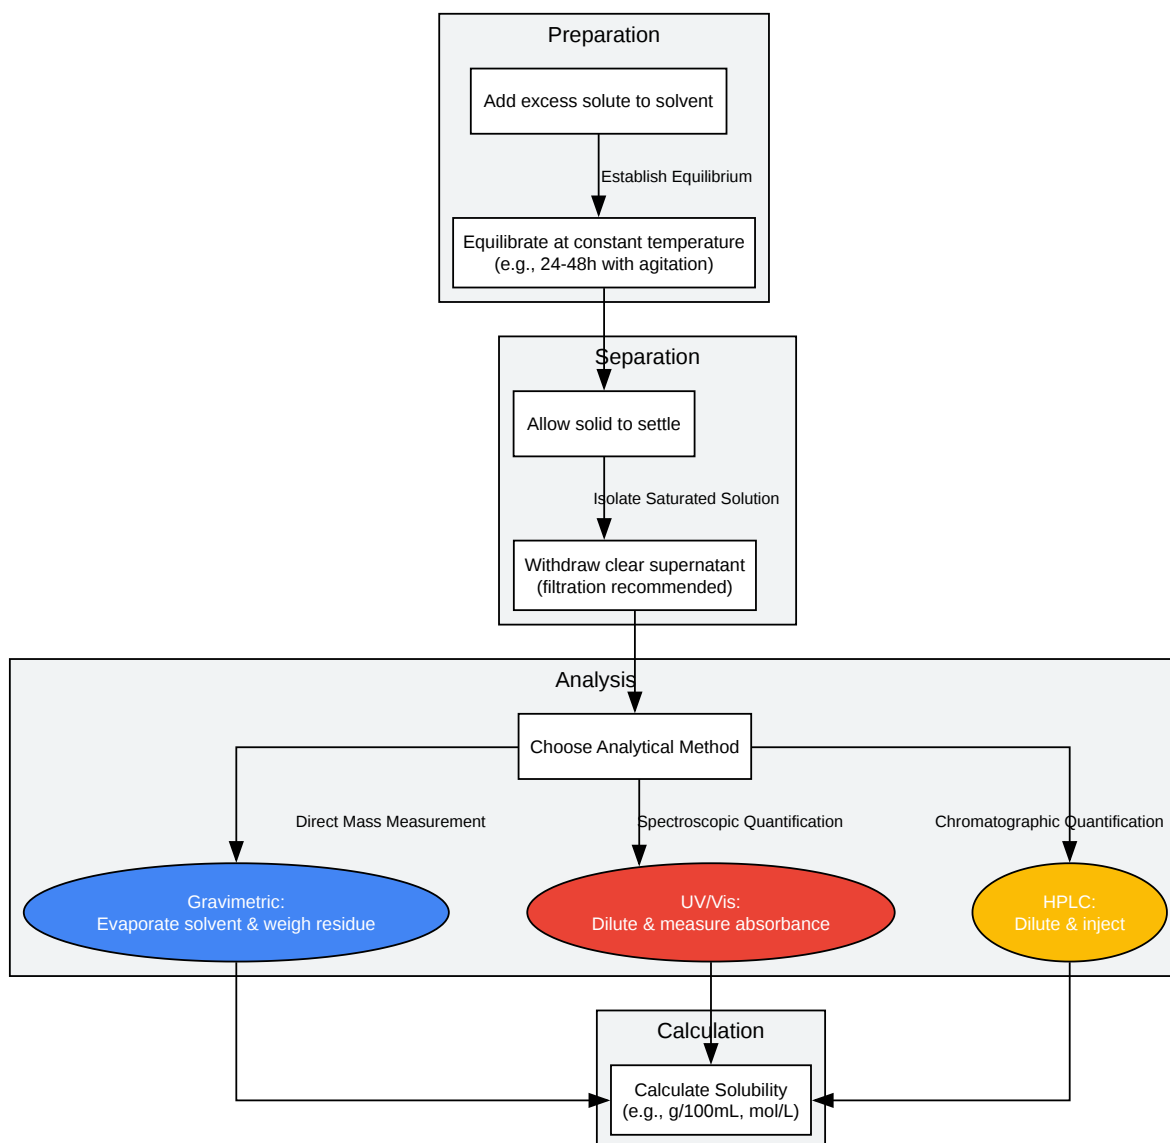 Preparation
Add excess solute to solvent
Establish Equilibrium
Equilibrate at constant temperature
(e.g., 24-48h with agitation)
Separation
Allow solid to settle
Isolate Saturated Solution
Withdraw clear supernatant
(filtration recommended)
Analysis
Choose Analytical Method
Direct Mass Measurement
Spectroscopic Quantification
Chromatographic Quantification
Gravimetric:
Evaporate solvent & weigh residue
UV/Vis:
Dilute & measure absorbance
HPLC:
Dilute & inject
Calculation
Calculate Solubility
(e.g., g/100mL, mol/L)